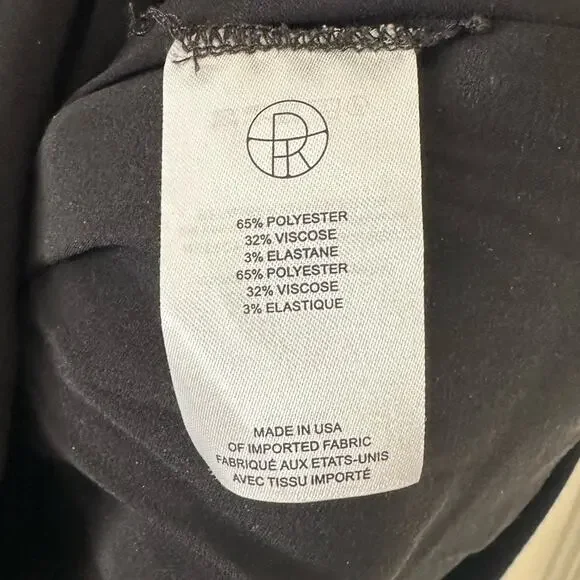 65% POLYESTER
32% VISCOSE
3% ELASTANE
65% POLYESTER
32% VISCOSE
3% ELASTIQUE
MADE IN USA
OF IMPORTED FABRIC
FABRIQUÉ AUX ETATS-UNIS
AVEC TISSU IMPORTÉ